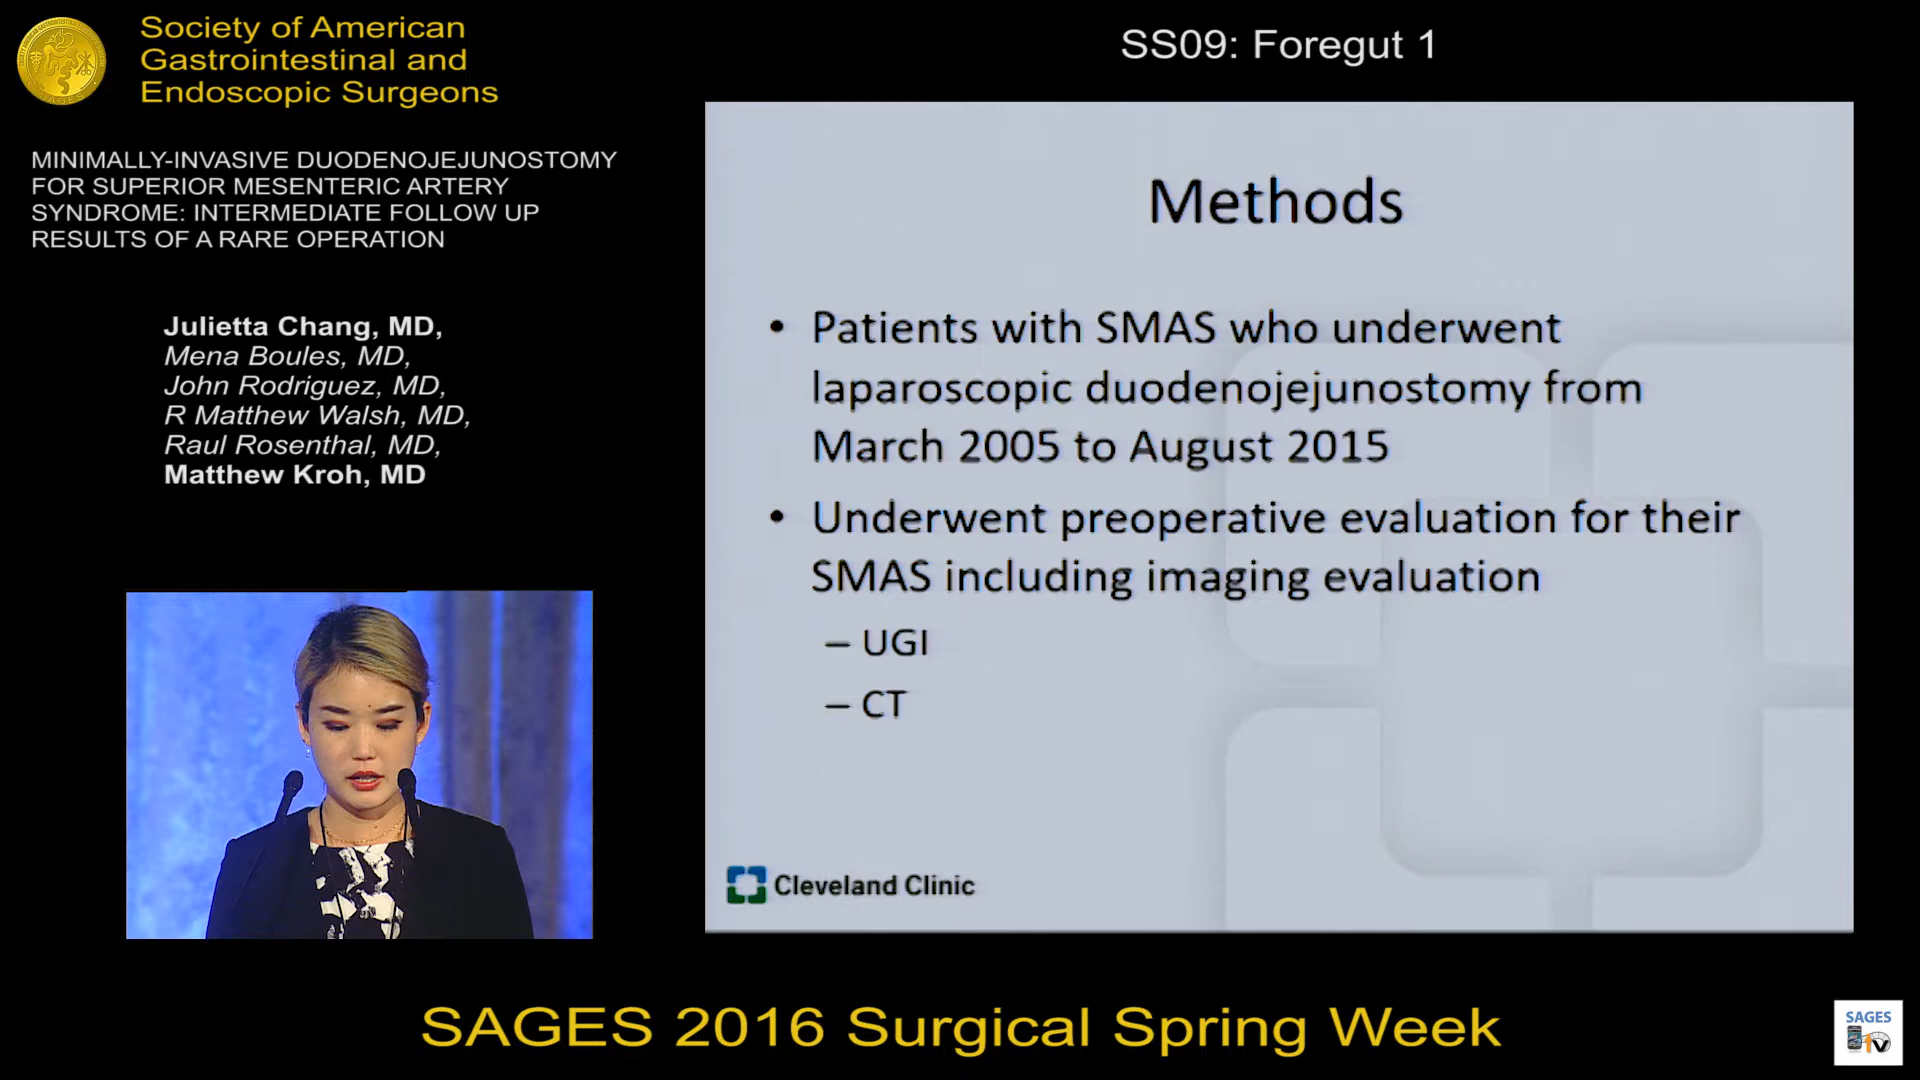 Society of American
Gastrointestinal and
Endoscopic Surgeons
MINIMALLY-INVASIVE DUODENOJEJUNOSTOMY
FOR SUPERIOR MESENTERIC ARTERY
SYNDROME: INTERMEDIATE FOLLOW UP
RESULTS OF A RARE OPERATION
Julietta Chang, MD,
Mena Boules, MD,
John Rodriguez, MD,
R Matthew Walsh, MD,
Raul Rosenthal, MD,
Matthew Kroh, MD
SS09: Foregut 1
Methods
• Patients with SMAS who underwent
laparoscopic duodenojejunostomy from
March 2005 to August 2015
• Underwent preoperative evaluation for their
SMAS including imaging evaluation
– UGI
– CT
Cleveland Clinic
SAGES 2016 Surgical Spring Week
SAGES
tv